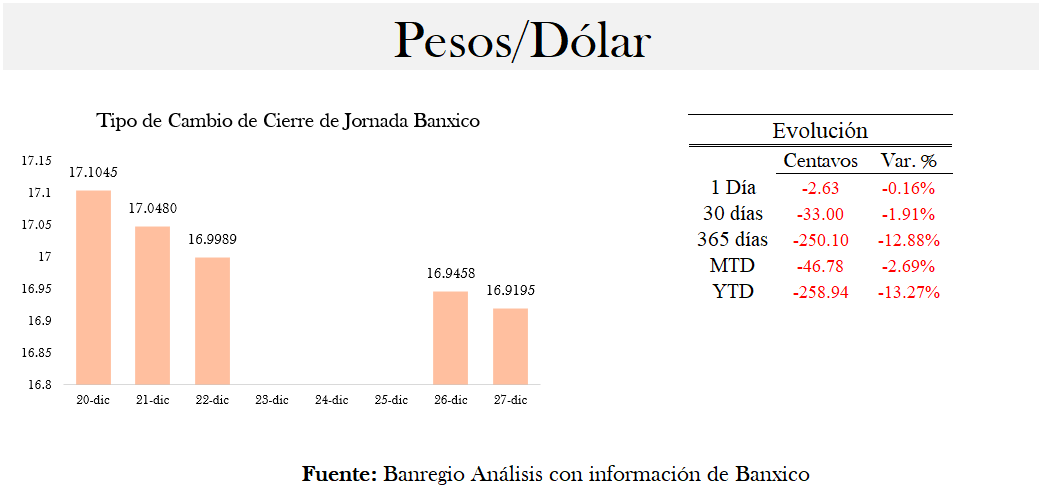 Pesos/Dólar
Tipo de Cambio de Cierre de Jornada Banxico
17.15
17.1
17.05
17
16.95
16.9
16.85
16.8
17.1045
17.0480
16.9989
16.9458
16.9195
20-dic 21-dic 22-dic 23-dic 24-dic 25-dic 26-dic 27-dic
Evolución
Centavos Var. %
1 Día -2.63 -0.16%
30 días -33.00 -1.91%
365 días -250.10 -12.88%
MTD -46.78 -2.69%
YTD -258.94 -13.27%
Fuente: Banregio Análisis con información de Banxico